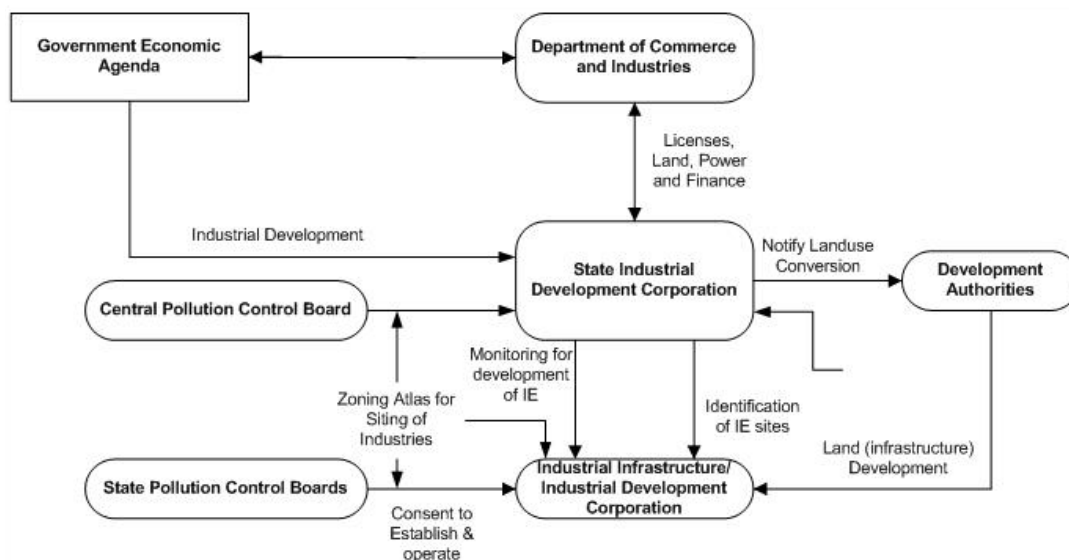 Government Economic
Agenda
Department of Commerce
and Industries
Licenses,
Land, Power
and Finance
Industrial Development
State Industrial
Development Corporation
Notify Landuse
Conversion
Development
Authorities
Central Pollution Control Board
Monitoring for
development
of IE
Zoning Atlas for
Siting of
Industries
Identification
of IE sites
Land (infrastructure)
Development
State Pollution Control Boards
Industrial Infrastructure/
Industrial Development
Corporation
Consent to
Establish &
operate